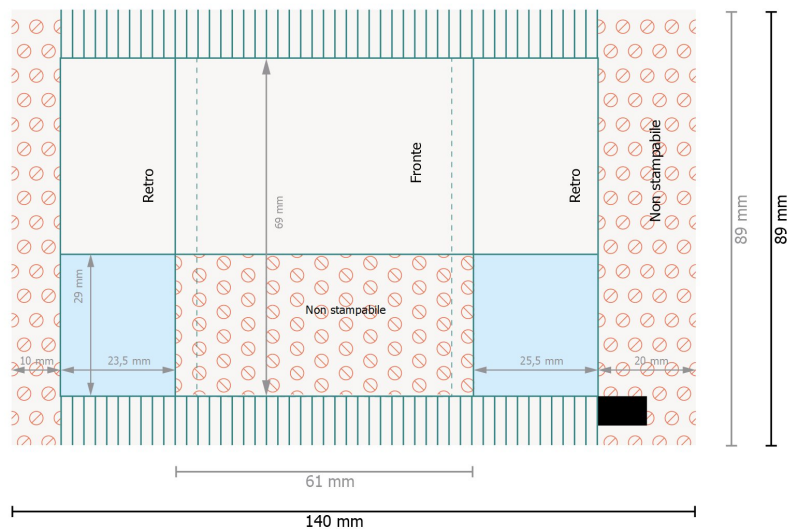 Retro
Fronte
Retro
Non stampabile
69 mm
29 mm
Non stampabile
10 mm
23,5 mm
25,5 mm
20 mm
89 mm
89 mm
61 mm
140 mm